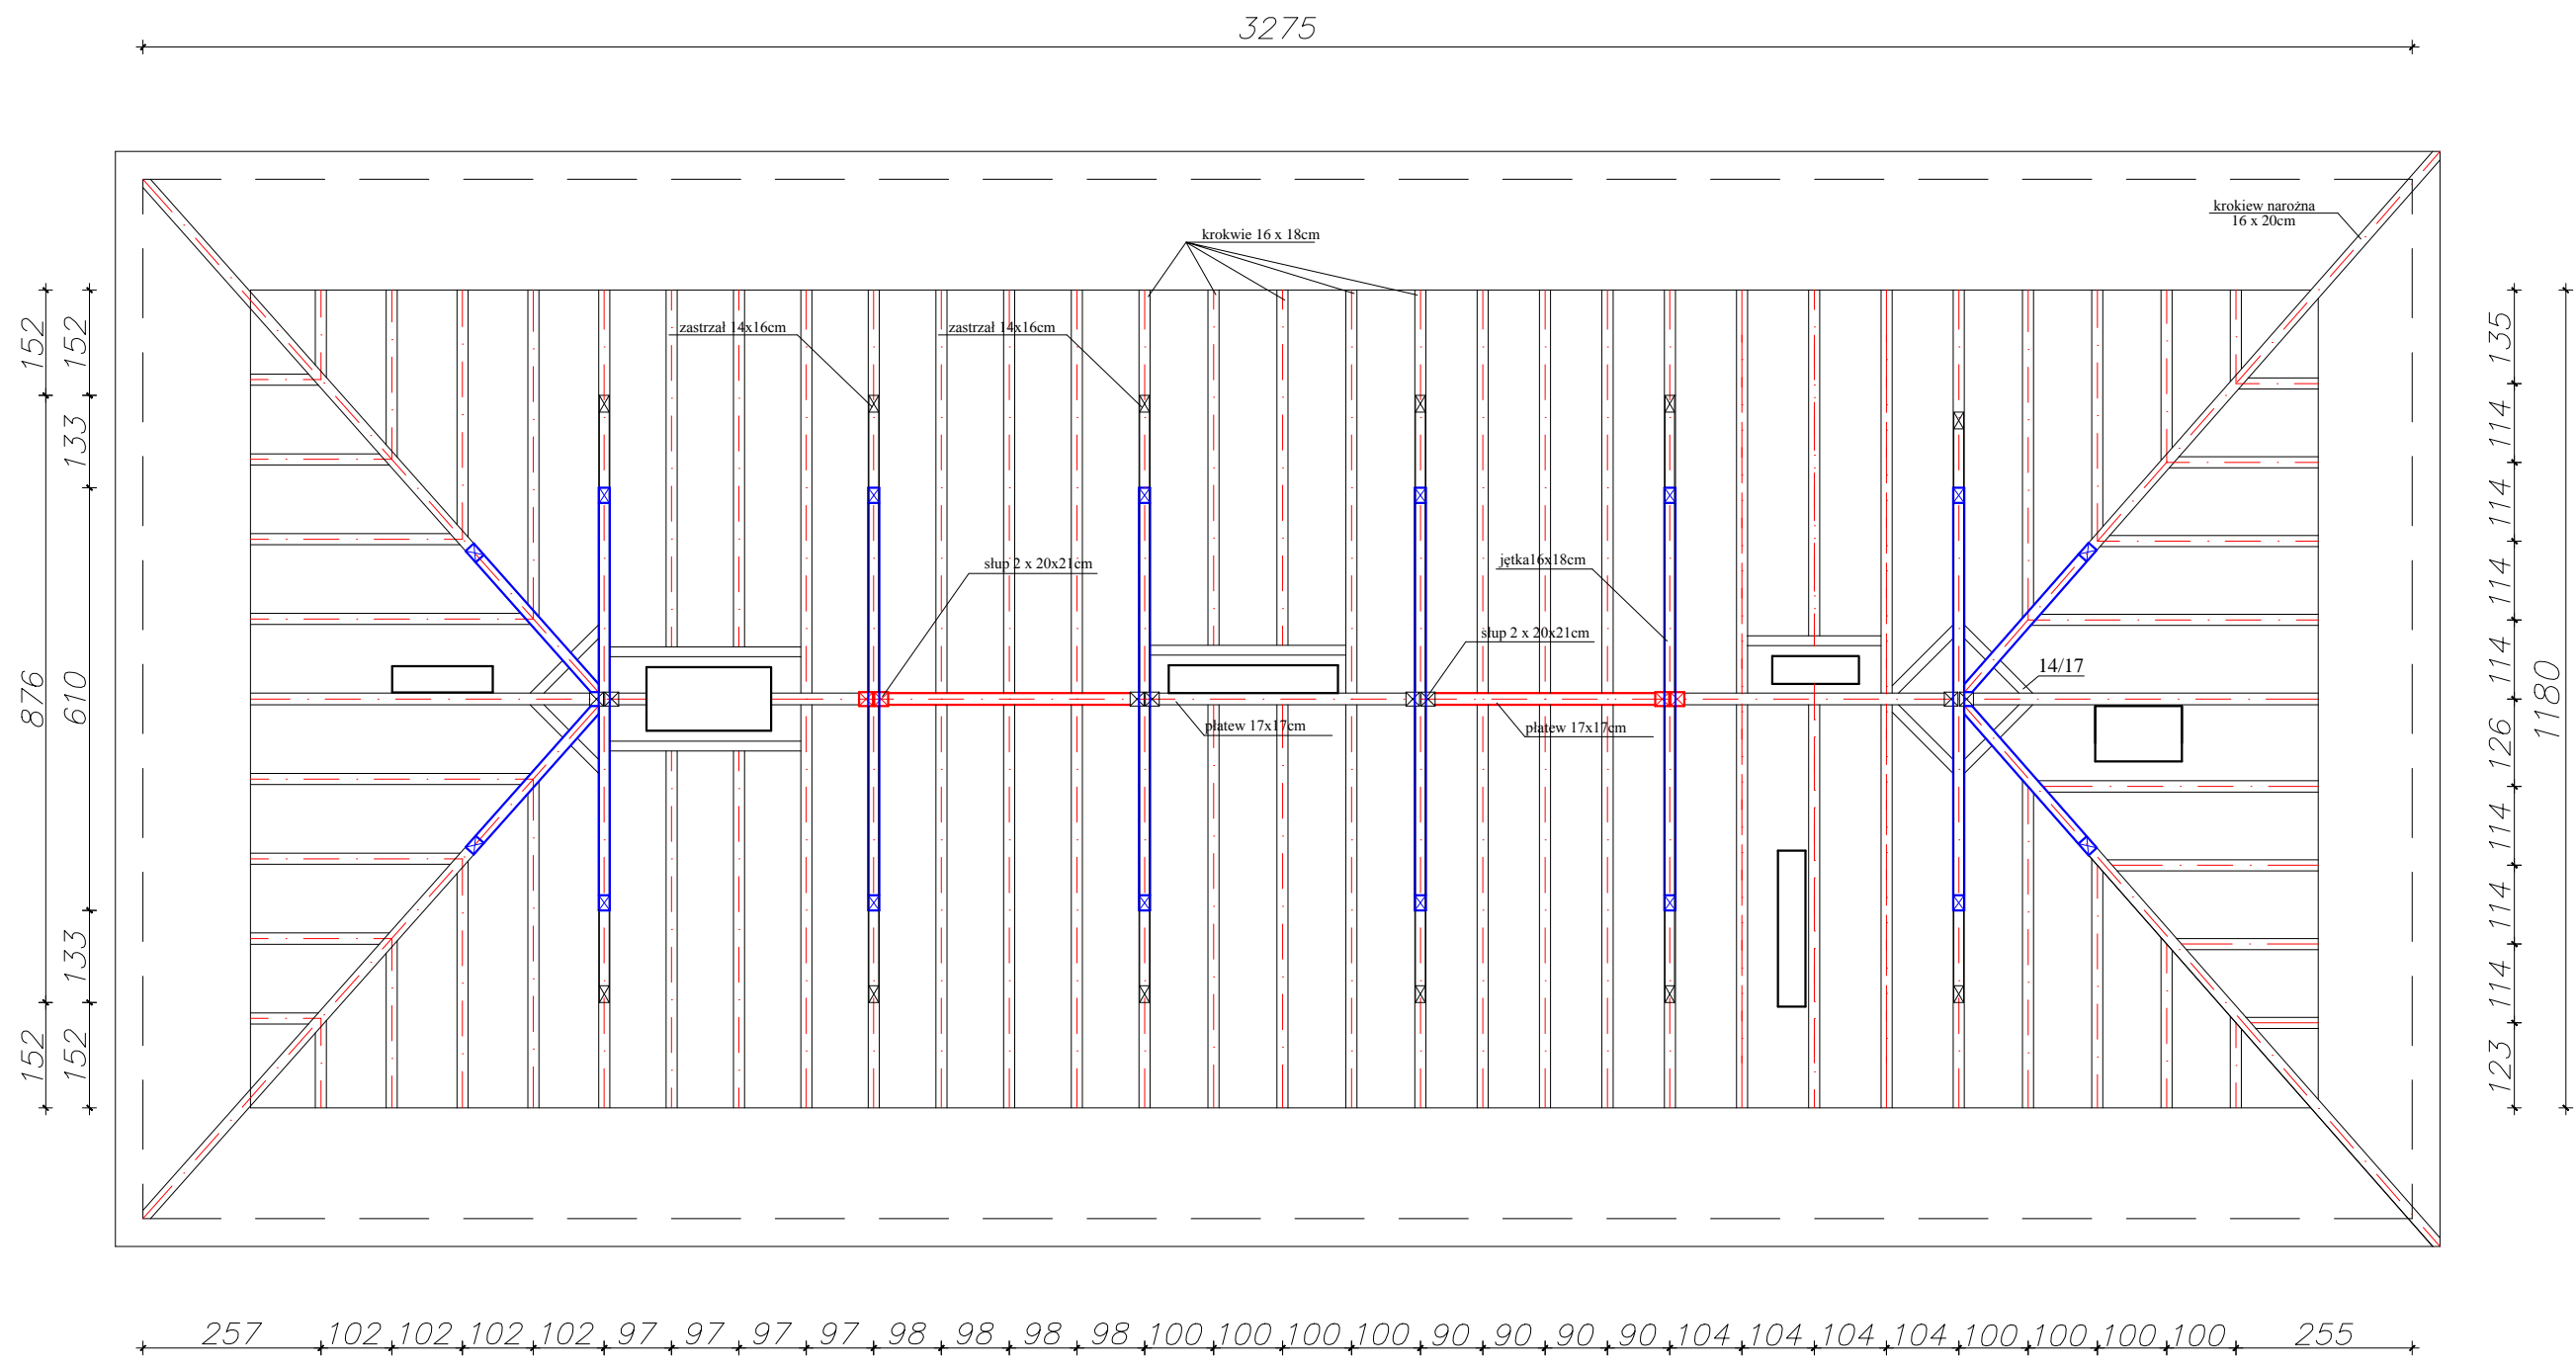 3275
krokiew narożna
16 x 20cm
krokwie 16 x 18cm
zastrzał 14x16cm
zastrzał 14x16cm
słup 2 x 20x21cm
jętka16x18cm
słup 2 x 20x21cm
14/17
płatew 17x17cm
płatew 17x17cm
152
876
152
152
133
610
133
152
135
114
114
114
114
126
114
114
114
114
123
1180
257 102 102 102 102 97 97 97 97 98 98 98 98 100 100 100 100 90 90 90 90 104 104 104 104 100 100 100 100 255